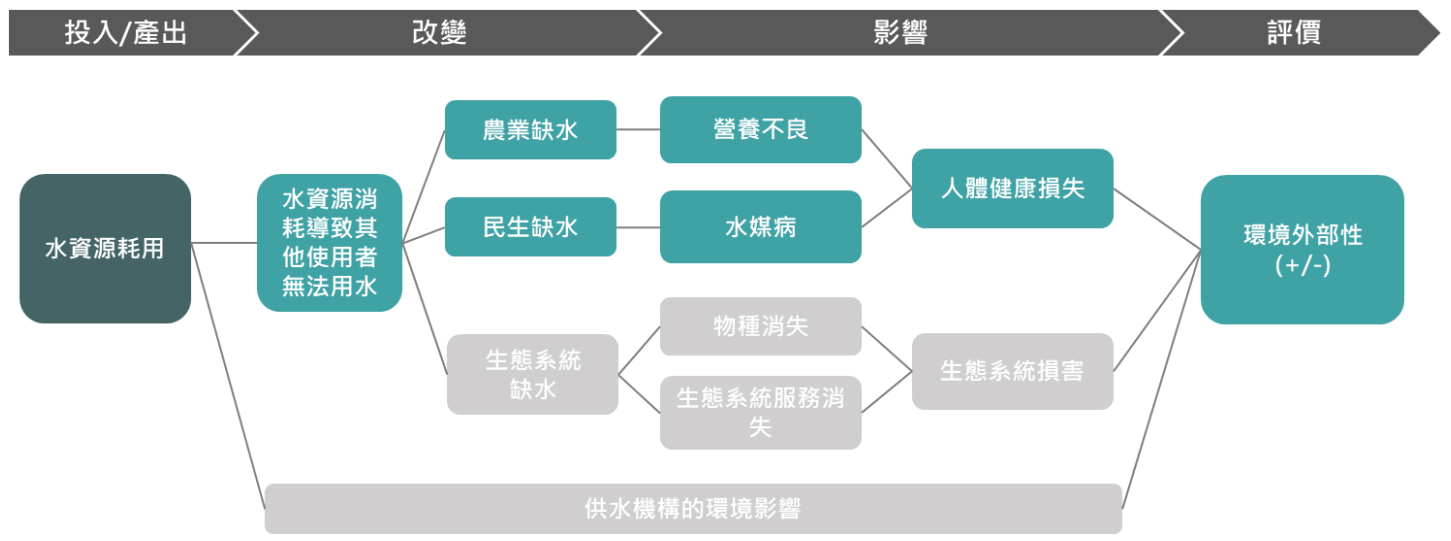 投入/產出
改變
影響
評價
水資源耗用
水資源消
耗導致其
他使用者
無法用水
農業缺水
營養不良
民生缺水
水媒病
人體健康損失
生態系統
缺水
物種消失
生態系統服務消
失
生態系統損害
供水機構的環境影響
環境外部性
(+/-)